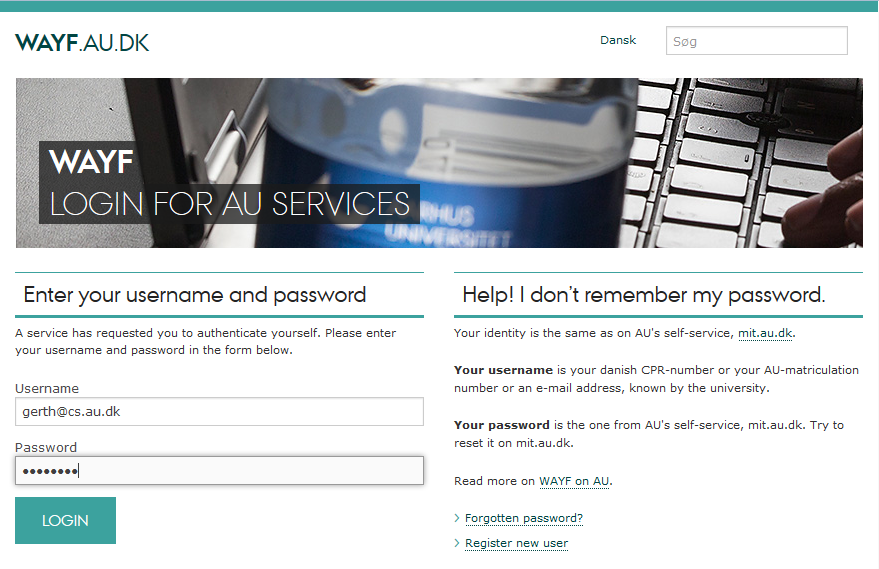 WAYF.AU.DK
Dansk
Søg
WAYF
LOGIN FOR AU SERVICES
UNIVERSITET
Enter your username and password
A service has requested you to authenticate yourself. Please enter
your username and password in the form below.
Username
gerth@cs.au.dk
Password
••••••••
LOGIN
Help! I don't remember my password.
Your identity is the same as on AU's self-service, mit.au.dk.
Your username is your danish CPR-number or your AU-matriculation
number or an e-mail address, known by the university.
Your password is the one from AU's self-service, mit.au.dk. Try to
reset it on mit.au.dk.
Read more on WAYF on AU.
Forgotten password?
Register new user